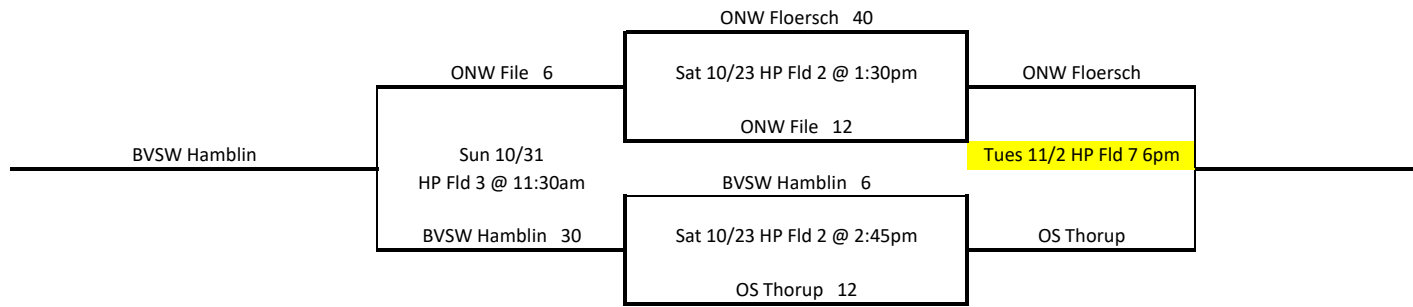 ONW Floersch 40
ONW File 6
Sat 10/23 HP Fld 2 @ 1:30pm
ONW Floersch
ONW File 12
BVSW Hamblin
Sun 10/31
Tues 11/2 HP Fld 7 6pm
HP Fld 3 @ 11:30am
BVSW Hamblin 6
BVSW Hamblin 30
Sat 10/23 HP Fld 2 @ 2:45pm
OS Thorup
OS Thorup 12